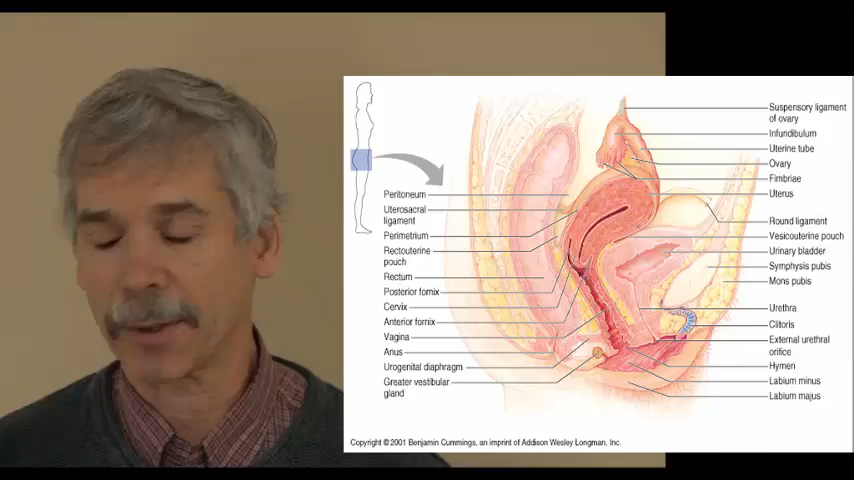 Suspensory ligament
of ovary
Infundibulum
Uterine tube
Ovary
Fimbriae
Uterus
Round ligament
Vesicouterine pouch
Urinary bladder
Symphysis pubis
Mons pubis
Urethra
Clitoris
External urethral
orifice
Hymen
Labium minus
Labium majus
Peritoneum
Uterosacral
ligament
Perimetrium
Rectouterine
pouch
Rectum
Posterior fornix
Cervix
Anterior fornix
Vagina
Anus
Urogenital diaphragm
Greater vestibular
gland
Copyright © 2001 Benjamin Cummings, an imprint of Addison Wesley Longman, Inc.